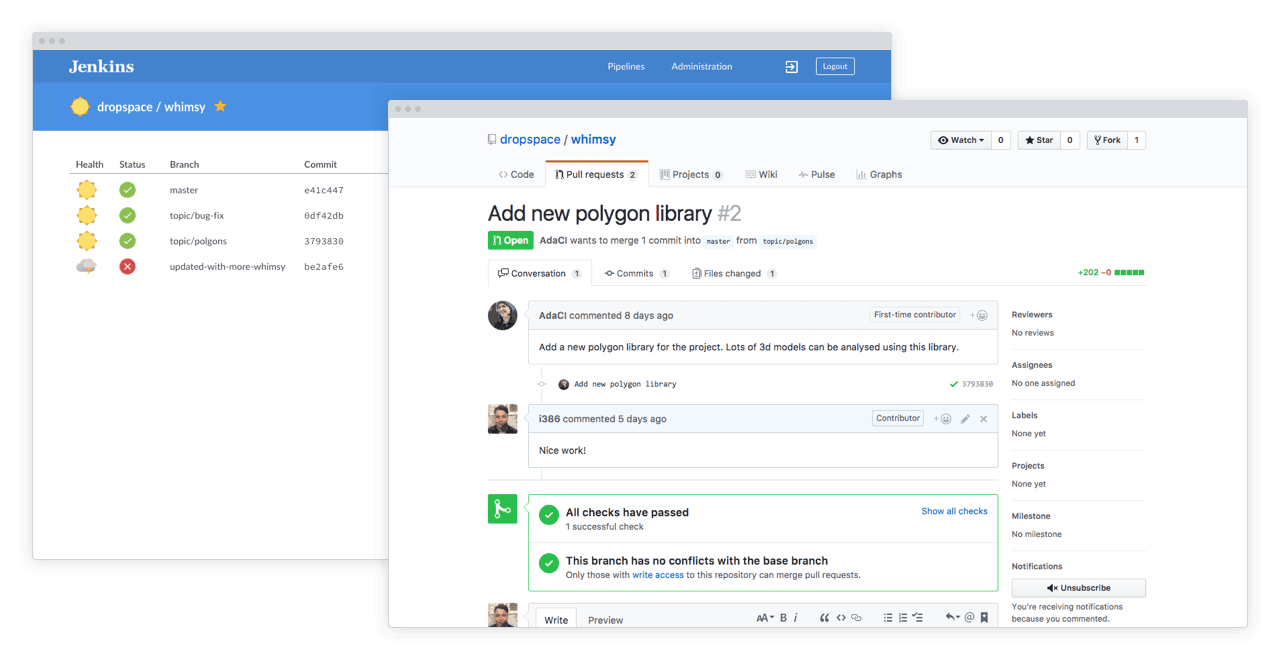 Jenkins
Pipelines Administration Logout
dropspace / whimsy
Health Status Branch Commit
master e41c447
topic/bug-fix 0df42db
topic/polgons 3793830
updated-with-more-whimsy be2afe6
dropspace / whimsy
Watch 0 Star 0 Fork 1
Code Pull requests 2 Projects 0 Wiki Pulse Graphs
Add new polygon library #2
Open AdaCI wants to merge 1 commit into master from topic/polgons
Conversation 1 Commits 1 Files changed 1 +202 −0
AdaCI commented 8 days ago First-time contributor +
Add a new polygon library for the project. Lots of 3d models can be analysed using this library.
Add new polygon library 3793830
i386 commented 5 days ago Contributor +
Nice work!
All checks have passed Show all checks
1 successful check
This branch has no conflicts with the base branch
Only those with write access to this repository can merge pull requests.
Write Preview AA B i “ <> @
Reviewers
No reviews
Assignees
No one assigned
Labels
None yet
Projects
None yet
Milestone
No milestone
Notifications
Unsubscribe
You're receiving notifications
because you commented.